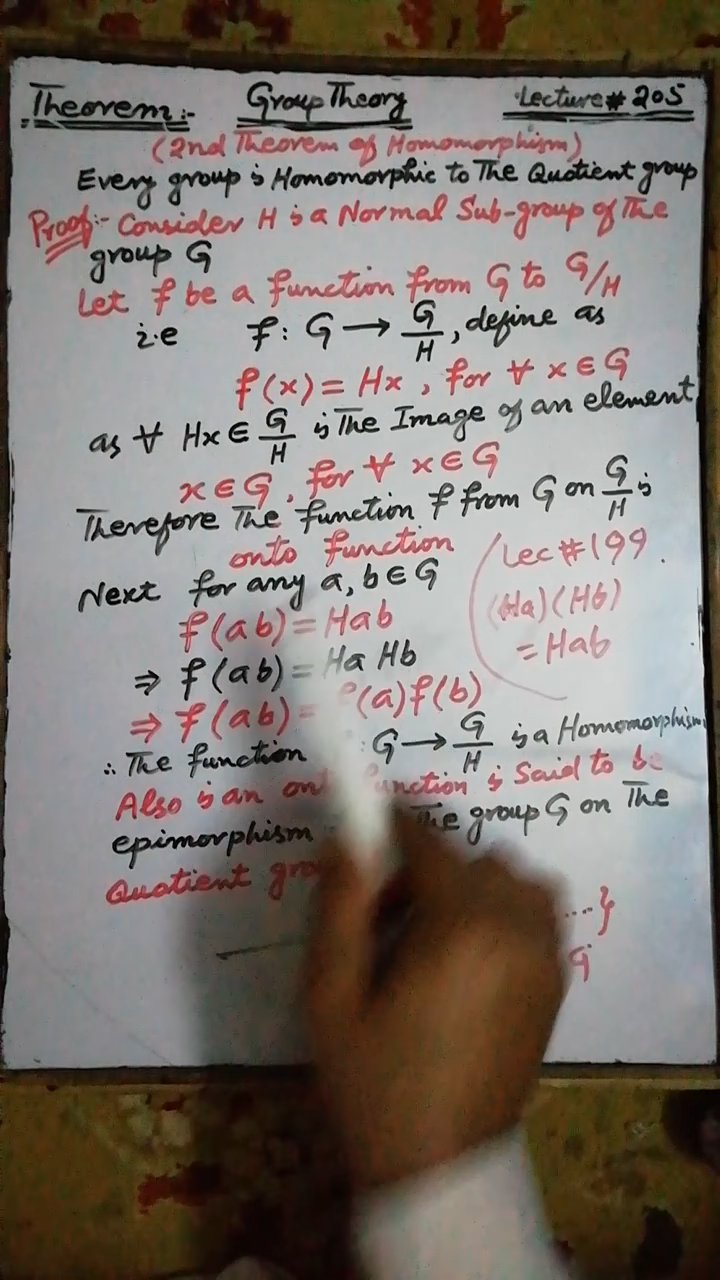 Theorem:- Group Theory Lecture # 205
(2nd Theorem of Homomorphism)
Every group is Homomorphic to The Quotient group
Proof:- Consider H is a Normal Sub-group of The
group G
Let f be a function from G to G/H
i.e f: G → G/H, define as
f(x) = Hx, for ∀ x ∈ G
as ∀ Hx ∈ G/H is The Image of an element
x ∈ G, for ∀ x ∈ G
Therefore The function f from G on G/H is
onto function
Next for any a, b ∈ G
f(ab) = Hab
⇒ f(ab) = Ha Hb
⇒ f(ab) = f(a) f(b)
Lec # 199.
(Ha)(Hb)
= Hab
∴ The function : G → G/H is a Homomorphism
Also is an onto function is Said to be
epimorphism The group G on The
Quatient
....}
G